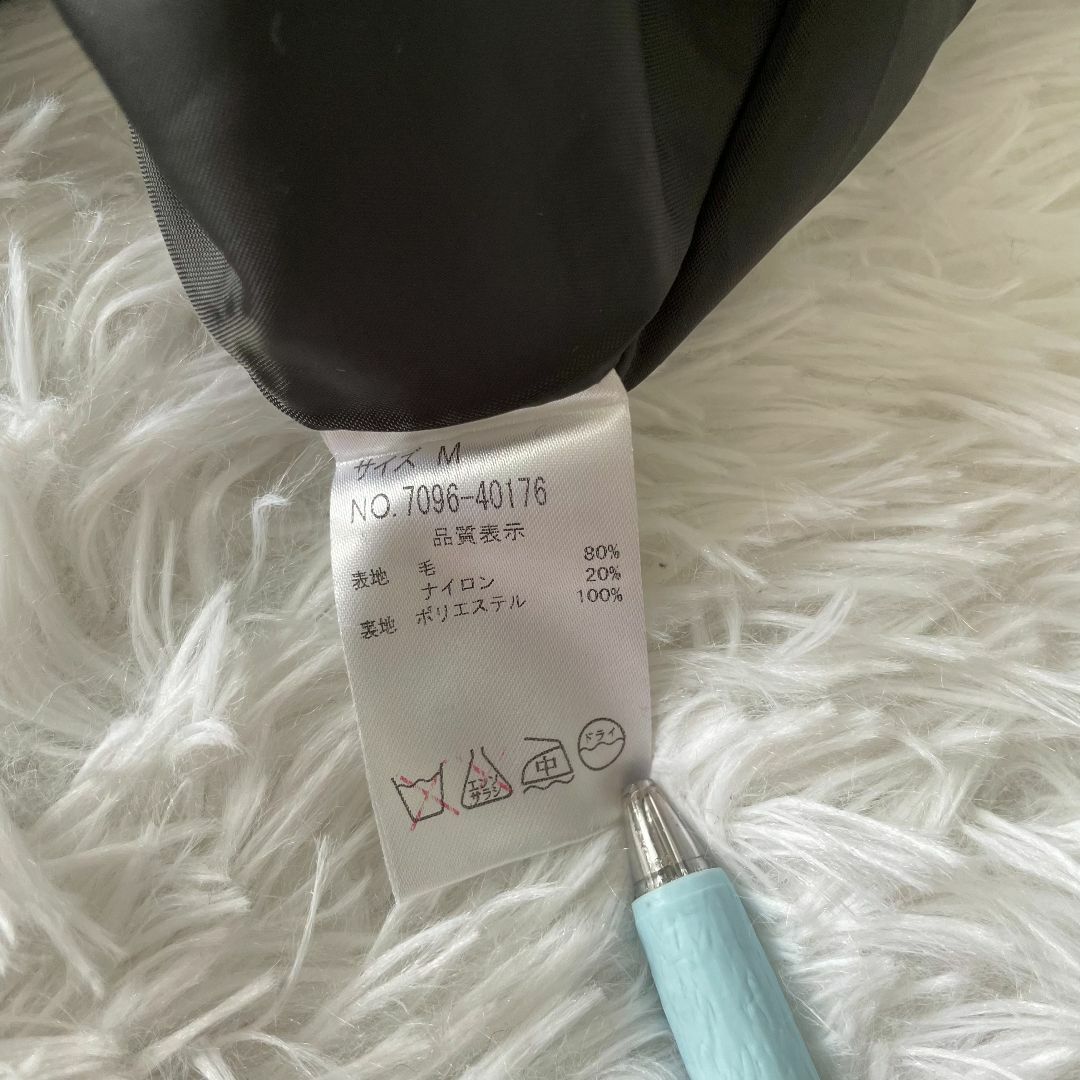 サイズ M
NO.7096-40176
品質表示
表地 毛 80%
ナイロン 20%
裏地 ポリエステル 100%
エンソ
サラシ
中
ドライ